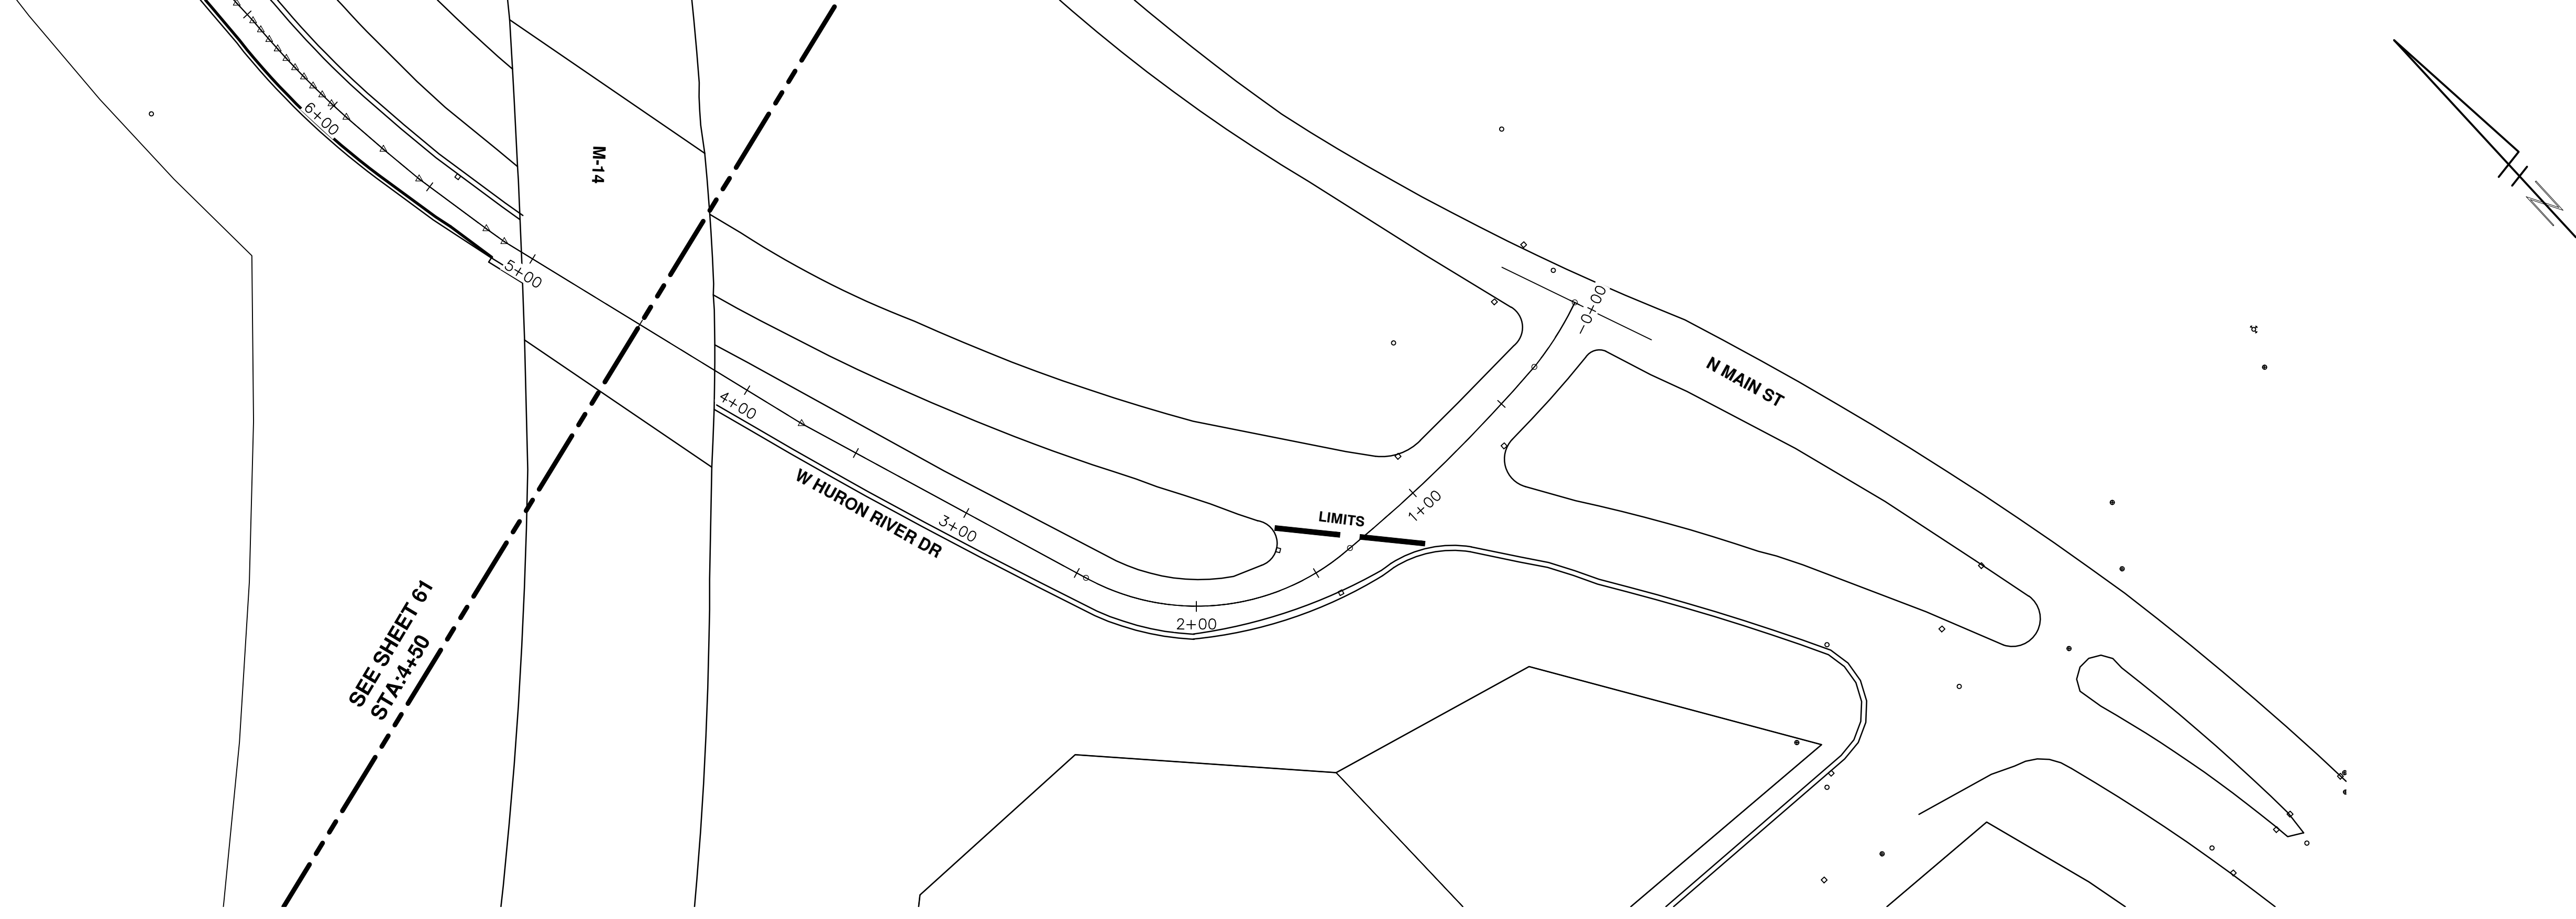 6+00
M-14
5+00
-0+00
N MAIN ST
4+00
W HURON RIVER DR
3+00
LIMITS
1+00
2+00
SEE SHEET 61
STA:4+50
N